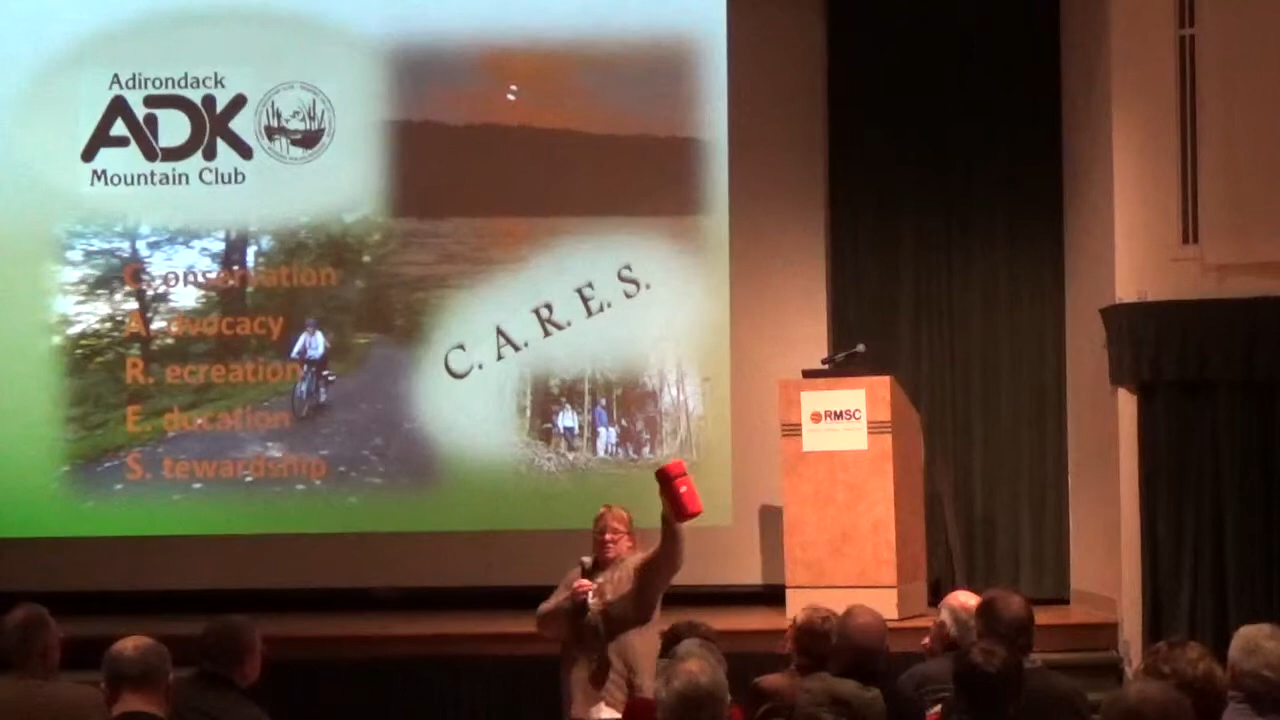 Adirondack
ADK
Mountain Club
C. onservation
A. dvocacy
R. ecreation
E. ducation
S. tewardship
C. A. R. E. S.
RMSC